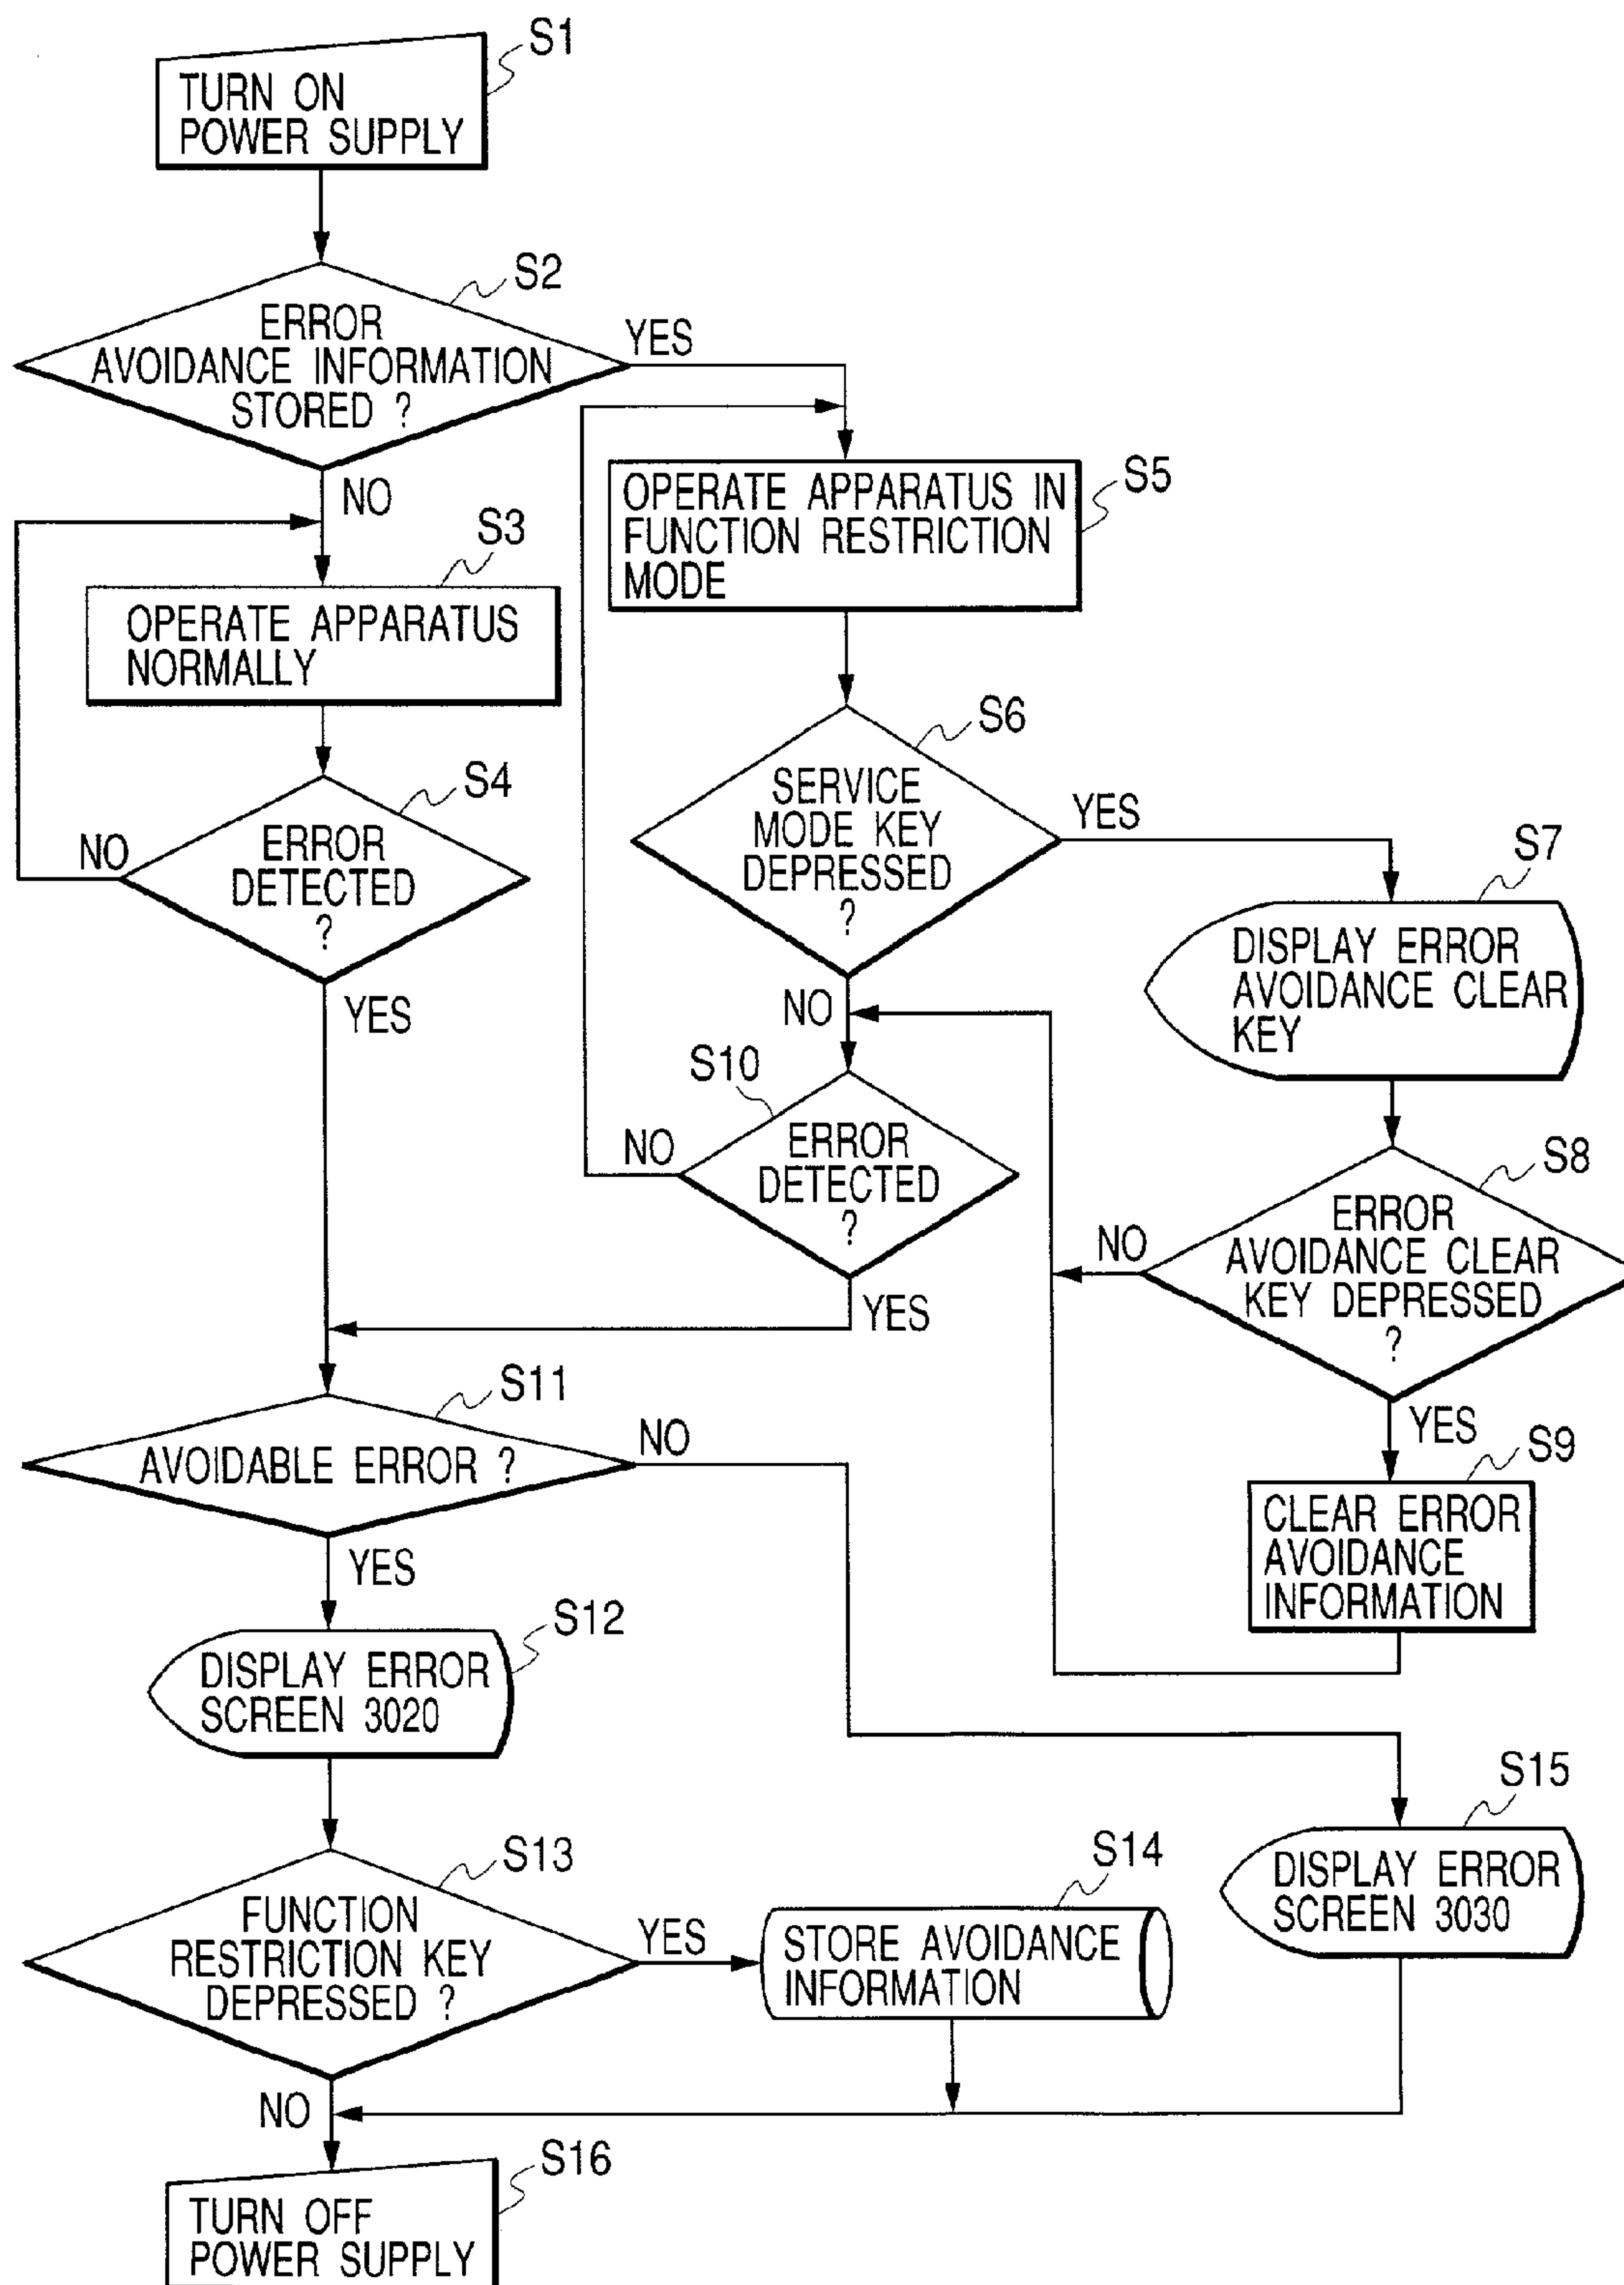 S1
TURN ON
POWER SUPPLY
S2
ERROR
AVOIDANCE INFORMATION
STORED ?
YES
NO
S3
OPERATE APPARATUS
NORMALLY
S4
ERROR
DETECTED
?
NO
YES
S5
OPERATE APPARATUS IN
FUNCTION RESTRICTION
MODE
S6
SERVICE
MODE KEY
DEPRESSED
?
YES
NO
S7
DISPLAY ERROR
AVOIDANCE CLEAR
KEY
S8
ERROR
AVOIDANCE CLEAR
KEY DEPRESSED
?
NO
YES
S9
CLEAR ERROR
AVOIDANCE
INFORMATION
S10
ERROR
DETECTED
?
NO
YES
S11
AVOIDABLE ERROR ?
NO
YES
S12
DISPLAY ERROR
SCREEN 3020
S13
FUNCTION
RESTRICTION KEY
DEPRESSED ?
YES
NO
S14
STORE AVOIDANCE
INFORMATION
S15
DISPLAY ERROR
SCREEN 3030
S16
TURN OFF
POWER SUPPLY